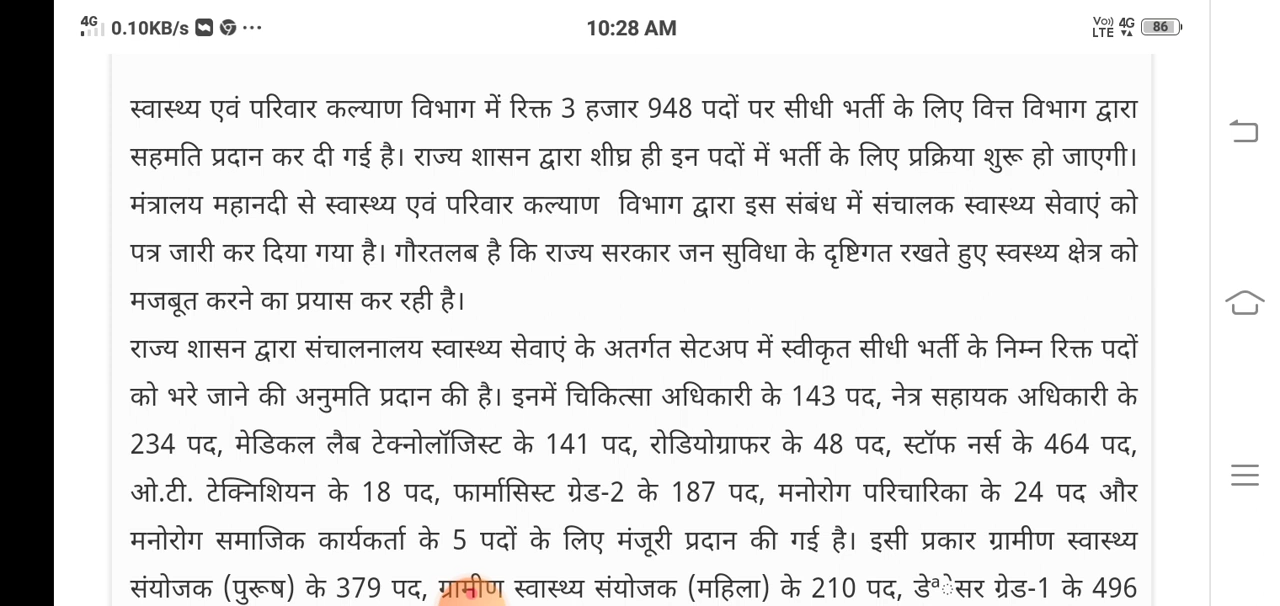 4G 0.10KB/s ... 10:28 AM Vo)) LTE 4G 86
स्वास्थ्य एवं परिवार कल्याण विभाग में रिक्त 3 हजार 948 पदों पर सीधी भर्ती के लिए वित्त विभाग द्वारा
सहमति प्रदान कर दी गई है। राज्य शासन द्वारा शीघ्र ही इन पदों में भर्ती के लिए प्रक्रिया शुरू हो जाएगी।
मंत्रालय महानदी से स्वास्थ्य एवं परिवार कल्याण विभाग द्वारा इस संबंध में संचालक स्वास्थ्य सेवाएं को
पत्र जारी कर दिया गया है। गौरतलब है कि राज्य सरकार जन सुविधा के दृष्टिगत रखते हुए स्वस्थ्य क्षेत्र को
मजबूत करने का प्रयास कर रही है।
राज्य शासन द्वारा संचालनालय स्वास्थ्य सेवाएं के अतर्गत सेटअप में स्वीकृत सीधी भर्ती के निम्न रिक्त पदों
को भरे जाने की अनुमति प्रदान की है। इनमें चिकित्सा अधिकारी के 143 पद, नेत्र सहायक अधिकारी के
234 पद, मेडिकल लैब टेक्नोलॉजिस्ट के 141 पद, रोडियोग्राफर के 48 पद, स्टॉफ नर्स के 464 पद,
ओ.टी. टेक्निशियन के 18 पद, फार्मासिस्ट ग्रेड-2 के 187 पद, मनोरोग परिचारिका के 24 पद और
मनोरोग समाजिक कार्यकर्ता के 5 पदों के लिए मंजूरी प्रदान की गई है। इसी प्रकार ग्रामीण स्वास्थ्य
संयोजक (पुरूष) के 379 पद, ग्रामीण स्वास्थ्य संयोजक (महिला) के 210 पद, डेªेसर ग्रेड-1 के 496